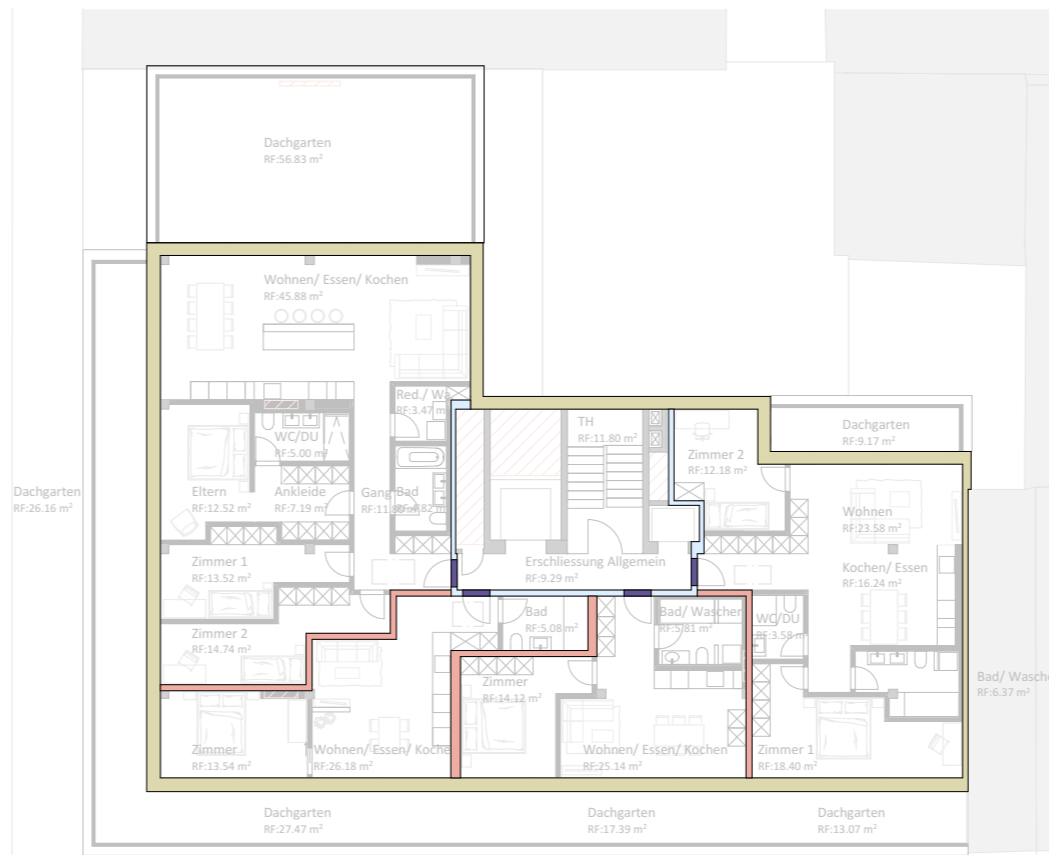 Dachgarten
RF:56.83 m²
Wohnen/ Essen/ Kochen
RF:45.88 m²
Red./ Wa
RF:3.47 m
TH
RF:11.80 m²
Dachgarten
RF:9.17 m²
WC/DU
RF:5.00 m²
Zimmer 2
RF:12.18 m²
Dachgarten
RF:26.16 m²
Eltern
RF:12.52 m²
Ankleide
RF:7.19 m²
Gang
Bad
RF:4.82 m²
Wohnen
RF:23.58 m²
Zimmer 1
RF:13.52 m²
Erschliessung Allgemein
RF:9.29 m²
Kochen/ Essen
RF:16.24 m²
Zimmer 2
RF:14.74 m²
Bad
RF:5.08 m²
Bad/ Wascher
RF:5.81 m²
WC/DU
RF:3.58 m²
Zimmer
RF:14.12 m²
Bad/ Wasche
RF:6.37 m²
Zimmer
RF:13.54 m²
Wohnen/ Essen/ Koche
RF:26.18 m²
Wohnen/ Essen/ Kochen
RF:25.14 m²
Zimmer 1
RF:18.40 m²
Dachgarten
RF:27.47 m²
Dachgarten
RF:17.39 m²
Dachgarten
RF:13.07 m²